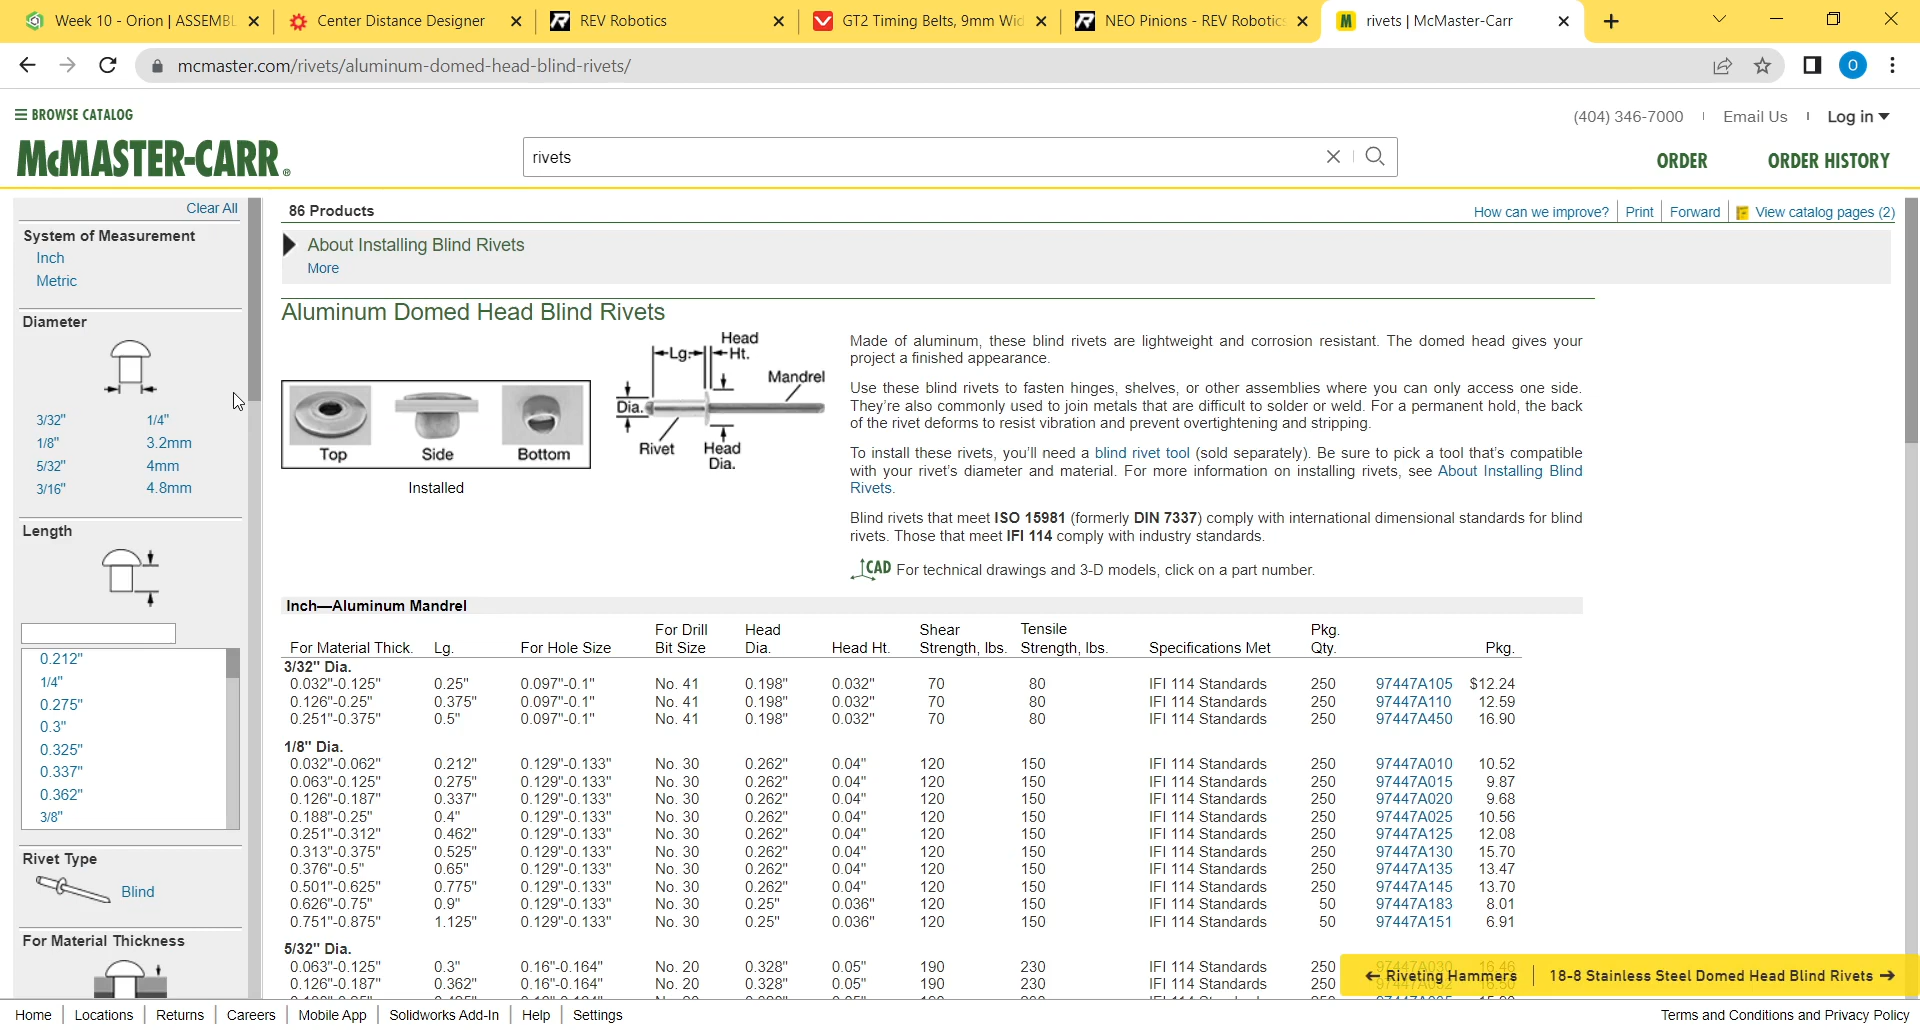 Week 10 - Orion | ASSEMBL
Center Distance Designer
REV Robotics
GT2 Timing Belts, 9mm Wid
NEO Pinions - REV Robotics
rivets | McMaster-Carr
mcmaster.com/rivets/aluminum-domed-head-blind-rivets/
O
BROWSE CATALOG
(404) 346-7000 Email Us Log in
McMASTER-CARR®
rivets
ORDER ORDER HISTORY
Clear All
System of Measurement
Inch
Metric
Diameter
3/32" 1/4"
1/8" 3.2mm
5/32" 4mm
3/16" 4.8mm
Length
0.212"
1/4"
0.275"
0.3"
0.325"
0.337"
0.362"
3/8"
Rivet Type
Blind
For Material Thickness
86 Products
How can we improve? Print Forward View catalog pages (2)
About Installing Blind Rivets
More
Aluminum Domed Head Blind Rivets
Top Side Bottom
Installed
Head
Lg. Ht.
Mandrel
Dia.
Rivet Head
Dia.
Made of aluminum, these blind rivets are lightweight and corrosion resistant. The domed head gives your
project a finished appearance.
Use these blind rivets to fasten hinges, shelves, or other assemblies where you can only access one side.
They're also commonly used to join metals that are difficult to solder or weld. For a permanent hold, the back
of the rivet deforms to resist vibration and prevent overtightening and stripping.
To install these rivets, you'll need a blind rivet tool (sold separately). Be sure to pick a tool that's compatible
with your rivet's diameter and material. For more information on installing rivets, see About Installing Blind
Rivets.
Blind rivets that meet ISO 15981 (formerly DIN 7337) comply with international dimensional standards for blind
rivets. Those that meet IFI 114 comply with industry standards.
CAD For technical drawings and 3-D models, click on a part number.
Inch—Aluminum Mandrel
For Drill Head Shear Tensile Pkg.
For Material Thick. Lg. For Hole Size Bit Size Dia. Head Ht. Strength, lbs. Strength, lbs. Specifications Met Qty. Pkg.
3/32" Dia.
0.032"-0.125" 0.25" 0.097"-0.1" No. 41 0.198" 0.032" 70 80 IFI 114 Standards 250 97447A105 $12.24
0.126"-0.25" 0.375" 0.097"-0.1" No. 41 0.198" 0.032" 70 80 IFI 114 Standards 250 97447A110 12.59
0.251"-0.375" 0.5" 0.097"-0.1" No. 41 0.198" 0.032" 70 80 IFI 114 Standards 250 97447A450 16.90
1/8" Dia.
0.032"-0.062" 0.212" 0.129"-0.133" No. 30 0.262" 0.04" 120 150 IFI 114 Standards 250 97447A010 10.52
0.063"-0.125" 0.275" 0.129"-0.133" No. 30 0.262" 0.04" 120 150 IFI 114 Standards 250 97447A015 9.87
0.126"-0.187" 0.337" 0.129"-0.133" No. 30 0.262" 0.04" 120 150 IFI 114 Standards 250 97447A020 9.68
0.188"-0.25" 0.4" 0.129"-0.133" No. 30 0.262" 0.04" 120 150 IFI 114 Standards 250 97447A025 10.56
0.251"-0.312" 0.462" 0.129"-0.133" No. 30 0.262" 0.04" 120 150 IFI 114 Standards 250 97447A125 12.08
0.313"-0.375" 0.525" 0.129"-0.133" No. 30 0.262" 0.04" 120 150 IFI 114 Standards 250 97447A130 15.70
0.376"-0.5" 0.65" 0.129"-0.133" No. 30 0.262" 0.04" 120 150 IFI 114 Standards 250 97447A135 13.47
0.501"-0.625" 0.775" 0.129"-0.133" No. 30 0.262" 0.04" 120 150 IFI 114 Standards 250 97447A145 13.70
0.626"-0.75" 0.9" 0.129"-0.133" No. 30 0.25" 0.036" 120 150 IFI 114 Standards 50 97447A183 8.01
0.751"-0.875" 1.125" 0.129"-0.133" No. 30 0.25" 0.036" 120 150 IFI 114 Standards 50 97447A151 6.91
5/32" Dia.
0.063"-0.125" 0.3" 0.16"-0.164" No. 20 0.328" 0.05" 190 230 IFI 114 Standards 250
0.126"-0.187" 0.362" 0.16"-0.164" No. 20 0.328" 0.05" 190 230 IFI 114 Standards 250
← Riveting Hammers 18-8 Stainless Steel Domed Head Blind Rivets →
Home Locations Returns Careers Mobile App Solidworks Add-In Help Settings
Terms and Conditions and Privacy Policy